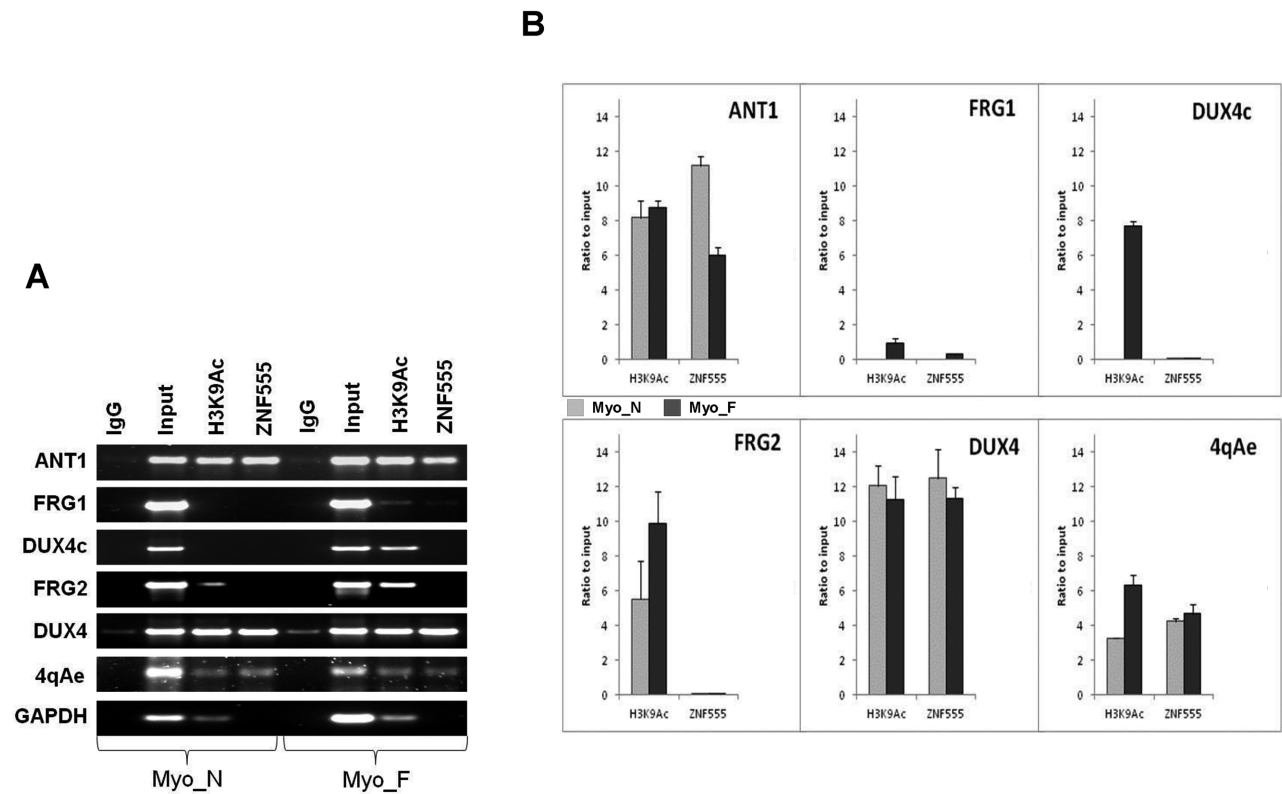 B
A
IgG
Input
H3K9Ac
ZNF555
IgG
Input
H3K9Ac
ZNF555
ANT1
FRG1
DUX4c
FRG2
DUX4
4qAe
GAPDH
Myo_N
Myo_F
ANT1
Ratio to input
14
12
10
8
6
4
2
0
H3K9Ac ZNF555
FRG1
Ratio to input
14
12
10
8
6
4
2
0
H3K9Ac ZNF555
DUX4c
Ratio to input
14
12
10
8
6
4
2
0
H3K9Ac ZNF555
Myo_N Myo_F
FRG2
Ratio to input
14
12
10
8
6
4
2
0
H3K9Ac ZNF555
DUX4
Ratio to input
14
12
10
8
6
4
2
0
H3K9Ac ZNF555
4qAe
Ratio to input
14
12
10
8
6
4
2
0
H3K9Ac ZNF555